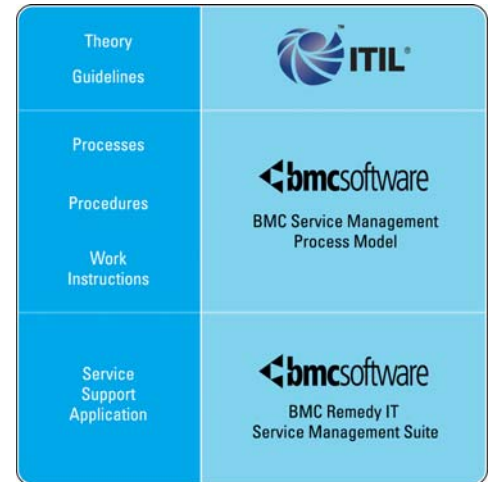 Theory
Guidelines
ITIL®
™
Processes
Procedures
Work
Instructions
bmcsoftware
BMC Service Management
Process Model
Service
Support
Application
bmcsoftware
BMC Remedy IT
Service Management Suite